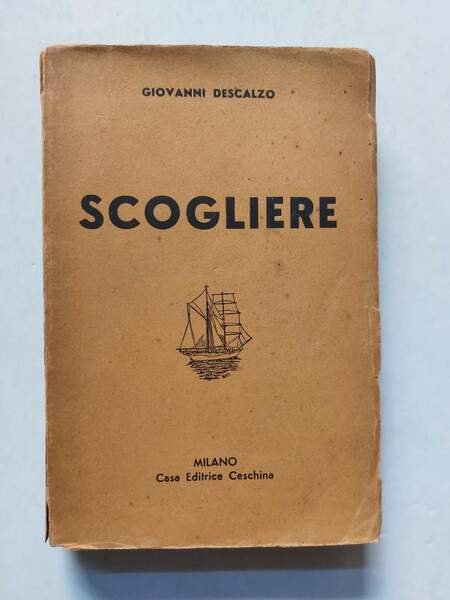 GIOVANNI DESCALZO
SCOGLIERE
MILANO
Casa Editrice Ceschina